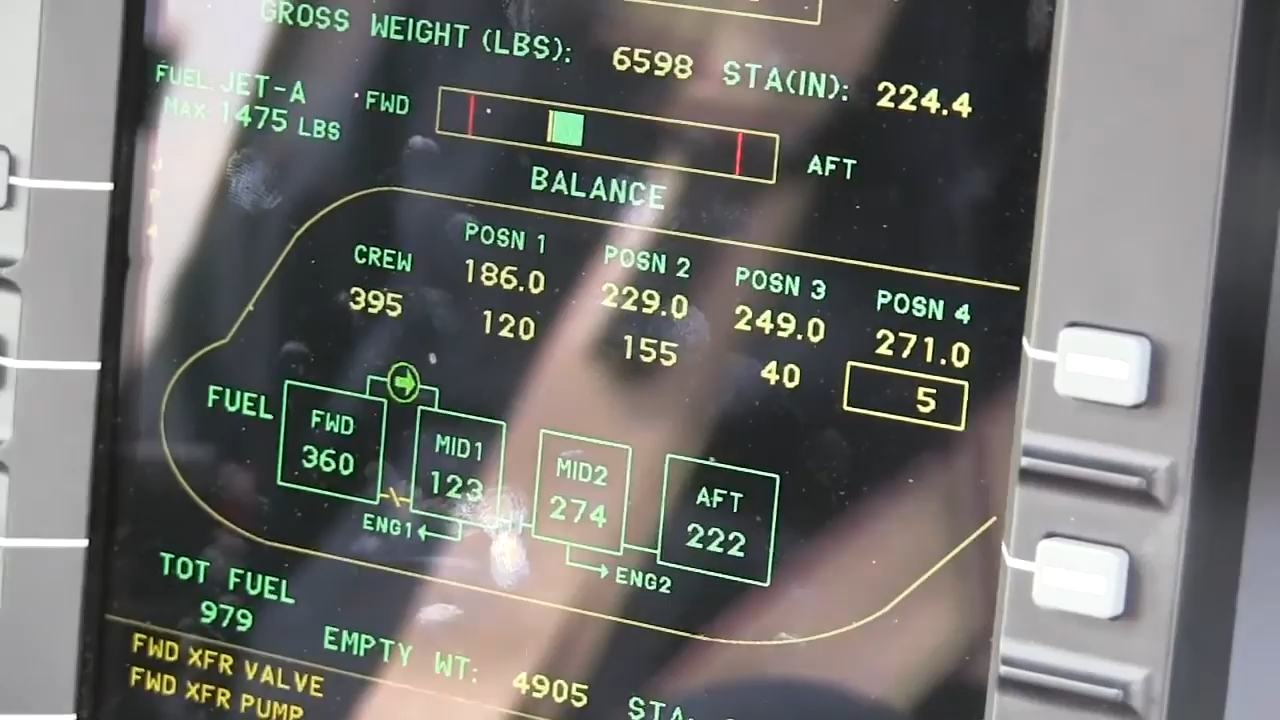 GROSS WEIGHT (LBS): 6598 STA(IN): 224.4
FUEL JET-A
MAX 1475 LBS
FWD AFT
BALANCE
CREW POSN 1 POSN 2 POSN 3 POSN 4
395 186.0 229.0 249.0 271.0
120 155 40 5
FUEL FWD MID1 MID2 AFT
360 123 274 222
ENG1 ENG2
TOT FUEL
979
EMPTY WT: 4905 STA
FWD XFR VALVE
FWD XFR PUMP